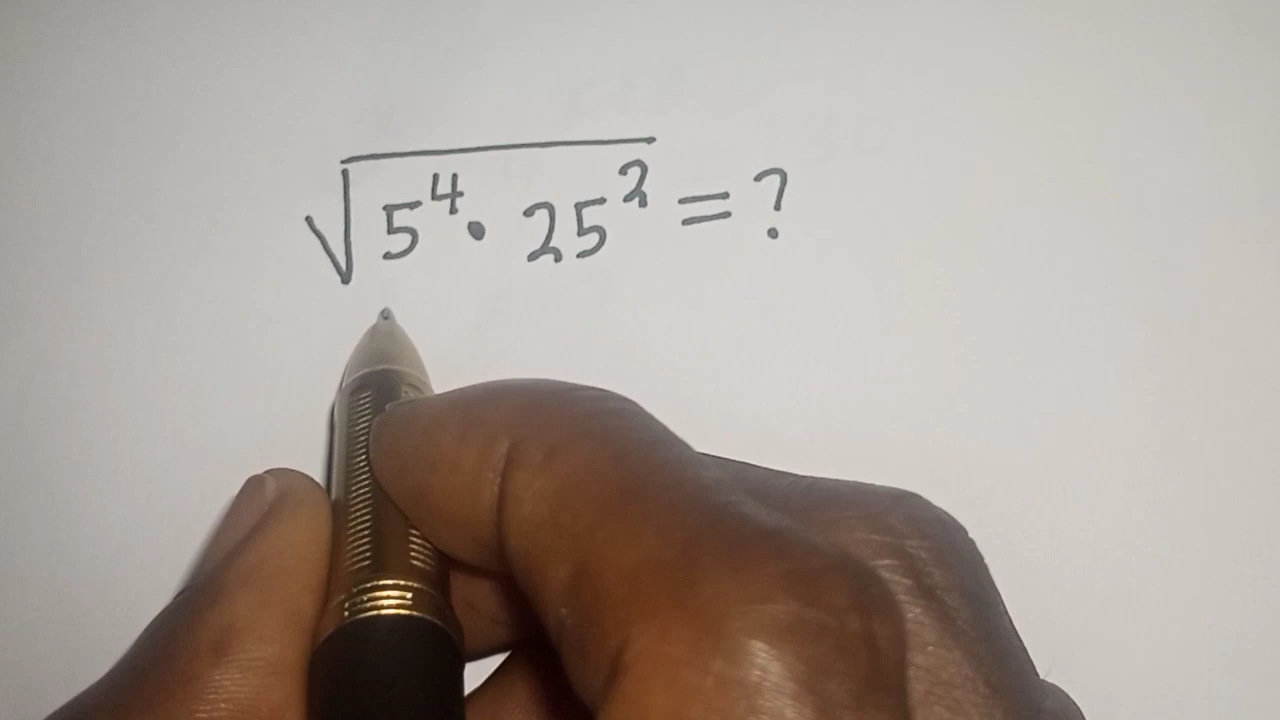 √5⁴·25² = ?